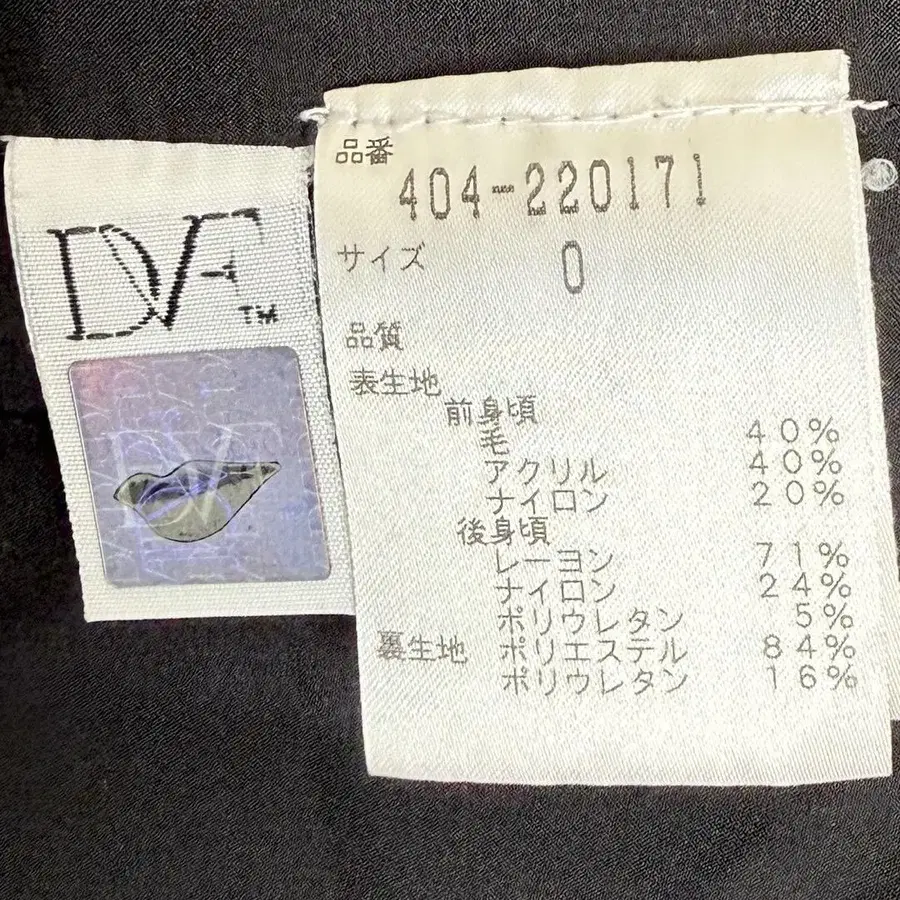 DVF™
品番
404-220171
サイズ 0
品質
表生地
前身頃
毛 40%
アクリル 40%
ナイロン 20%
後身頃
レーヨン 71%
ナイロン 24%
ポリウレタン 5%
裏生地 ポリエステル 84%
ポリウレタン 16%